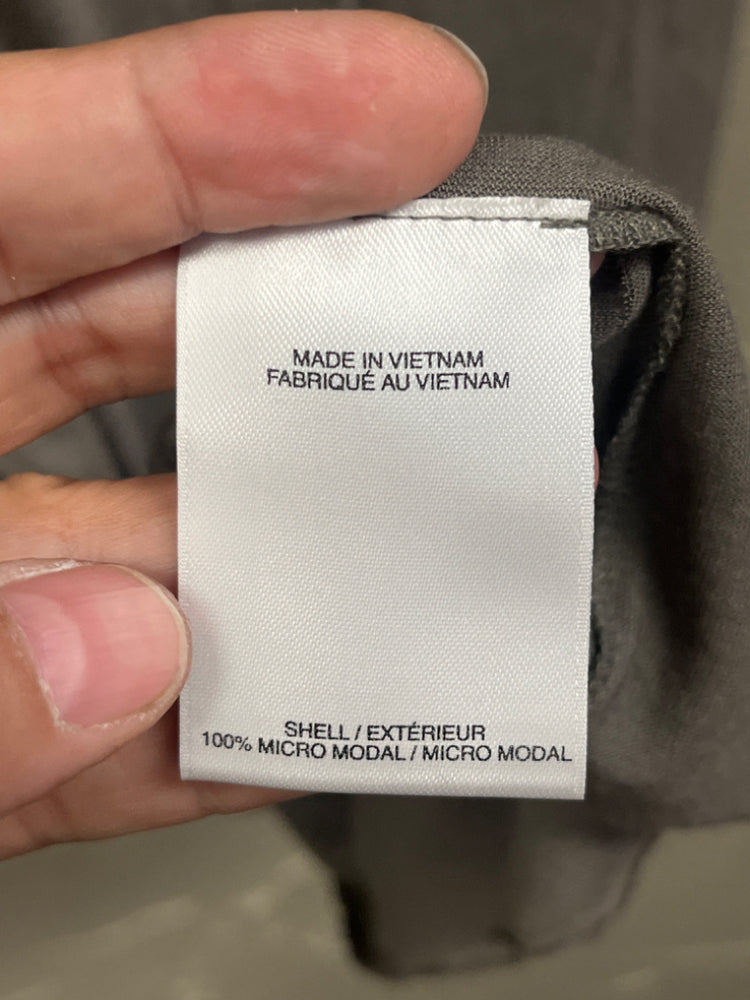 MADE IN VIETNAM
FABRIQUÉ AU VIETNAM
SHELL / EXTÉRIEUR
100% MICRO MODAL / MICRO MODAL